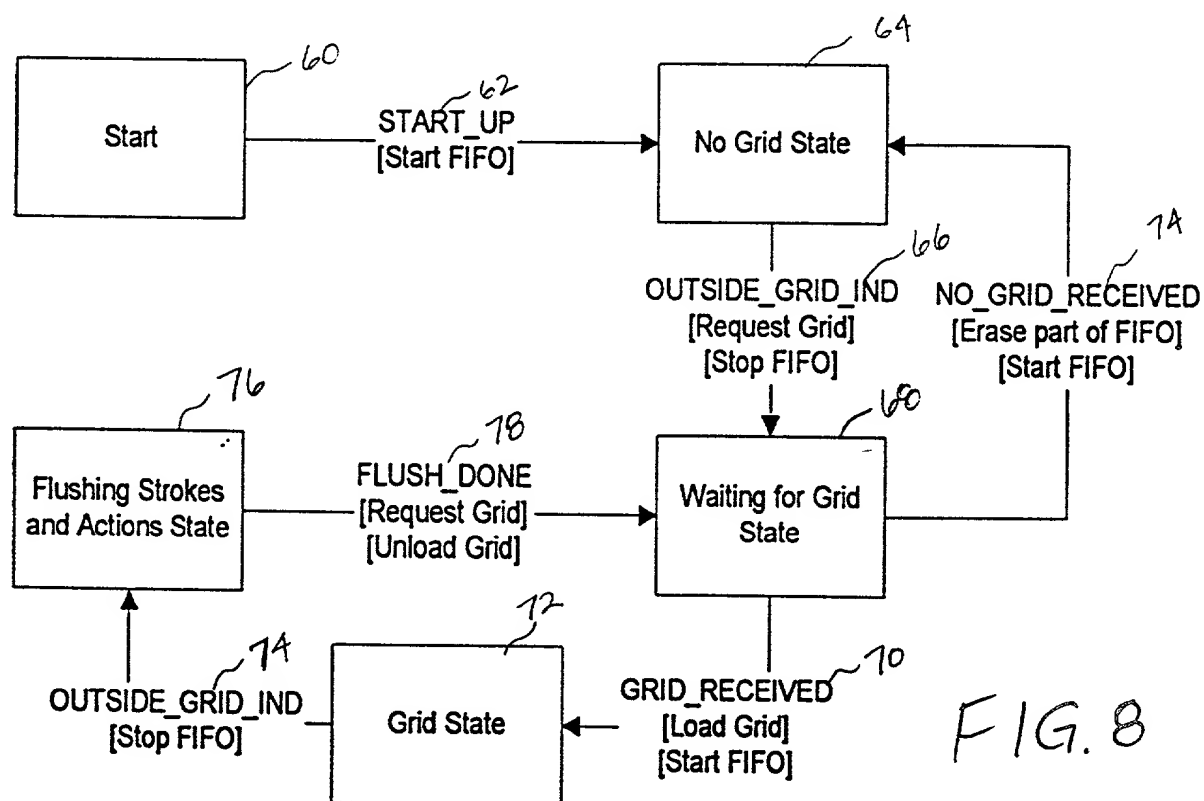 60
Start
62
START_UP
[Start FIFO]
64
No Grid State
66
OUTSIDE_GRID_IND
[Request Grid]
[Stop FIFO]
74
NO_GRID_RECEIVED
[Erase part of FIFO]
[Start FIFO]
76
Flushing Strokes
and Actions State
78
FLUSH_DONE
[Request Grid]
[Unload Grid]
68
Waiting for Grid
State
74
OUTSIDE_GRID_IND
[Stop FIFO]
72
Grid State
70
GRID_RECEIVED
[Load Grid]
[Start FIFO]
FIG. 8